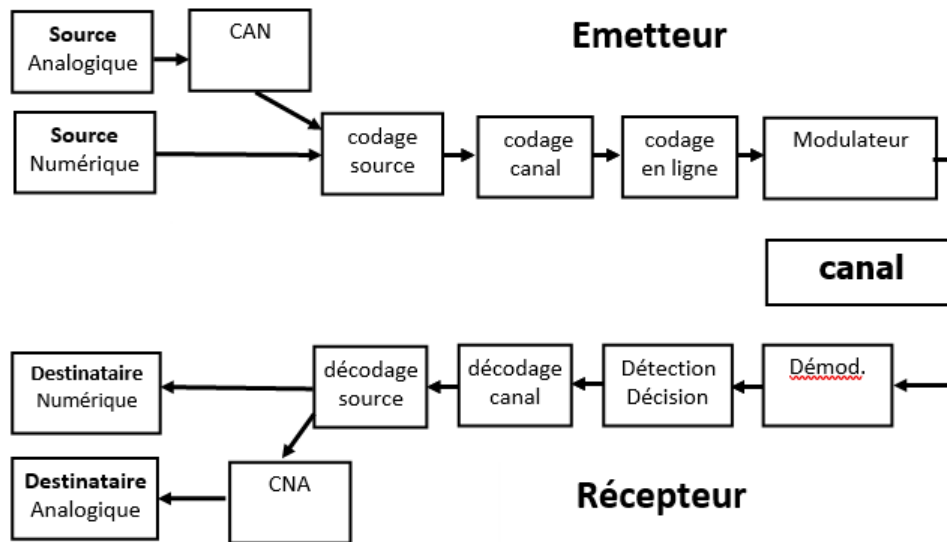 Source
Analogique
CAN
Emetteur
Source
Numérique
codage
source
codage
canal
codage
en ligne
Modulateur
canal
Destinataire
Numérique
décodage
source
décodage
canal
Détection
Décision
Démod.
Destinataire
Analogique
CNA
Récepteur